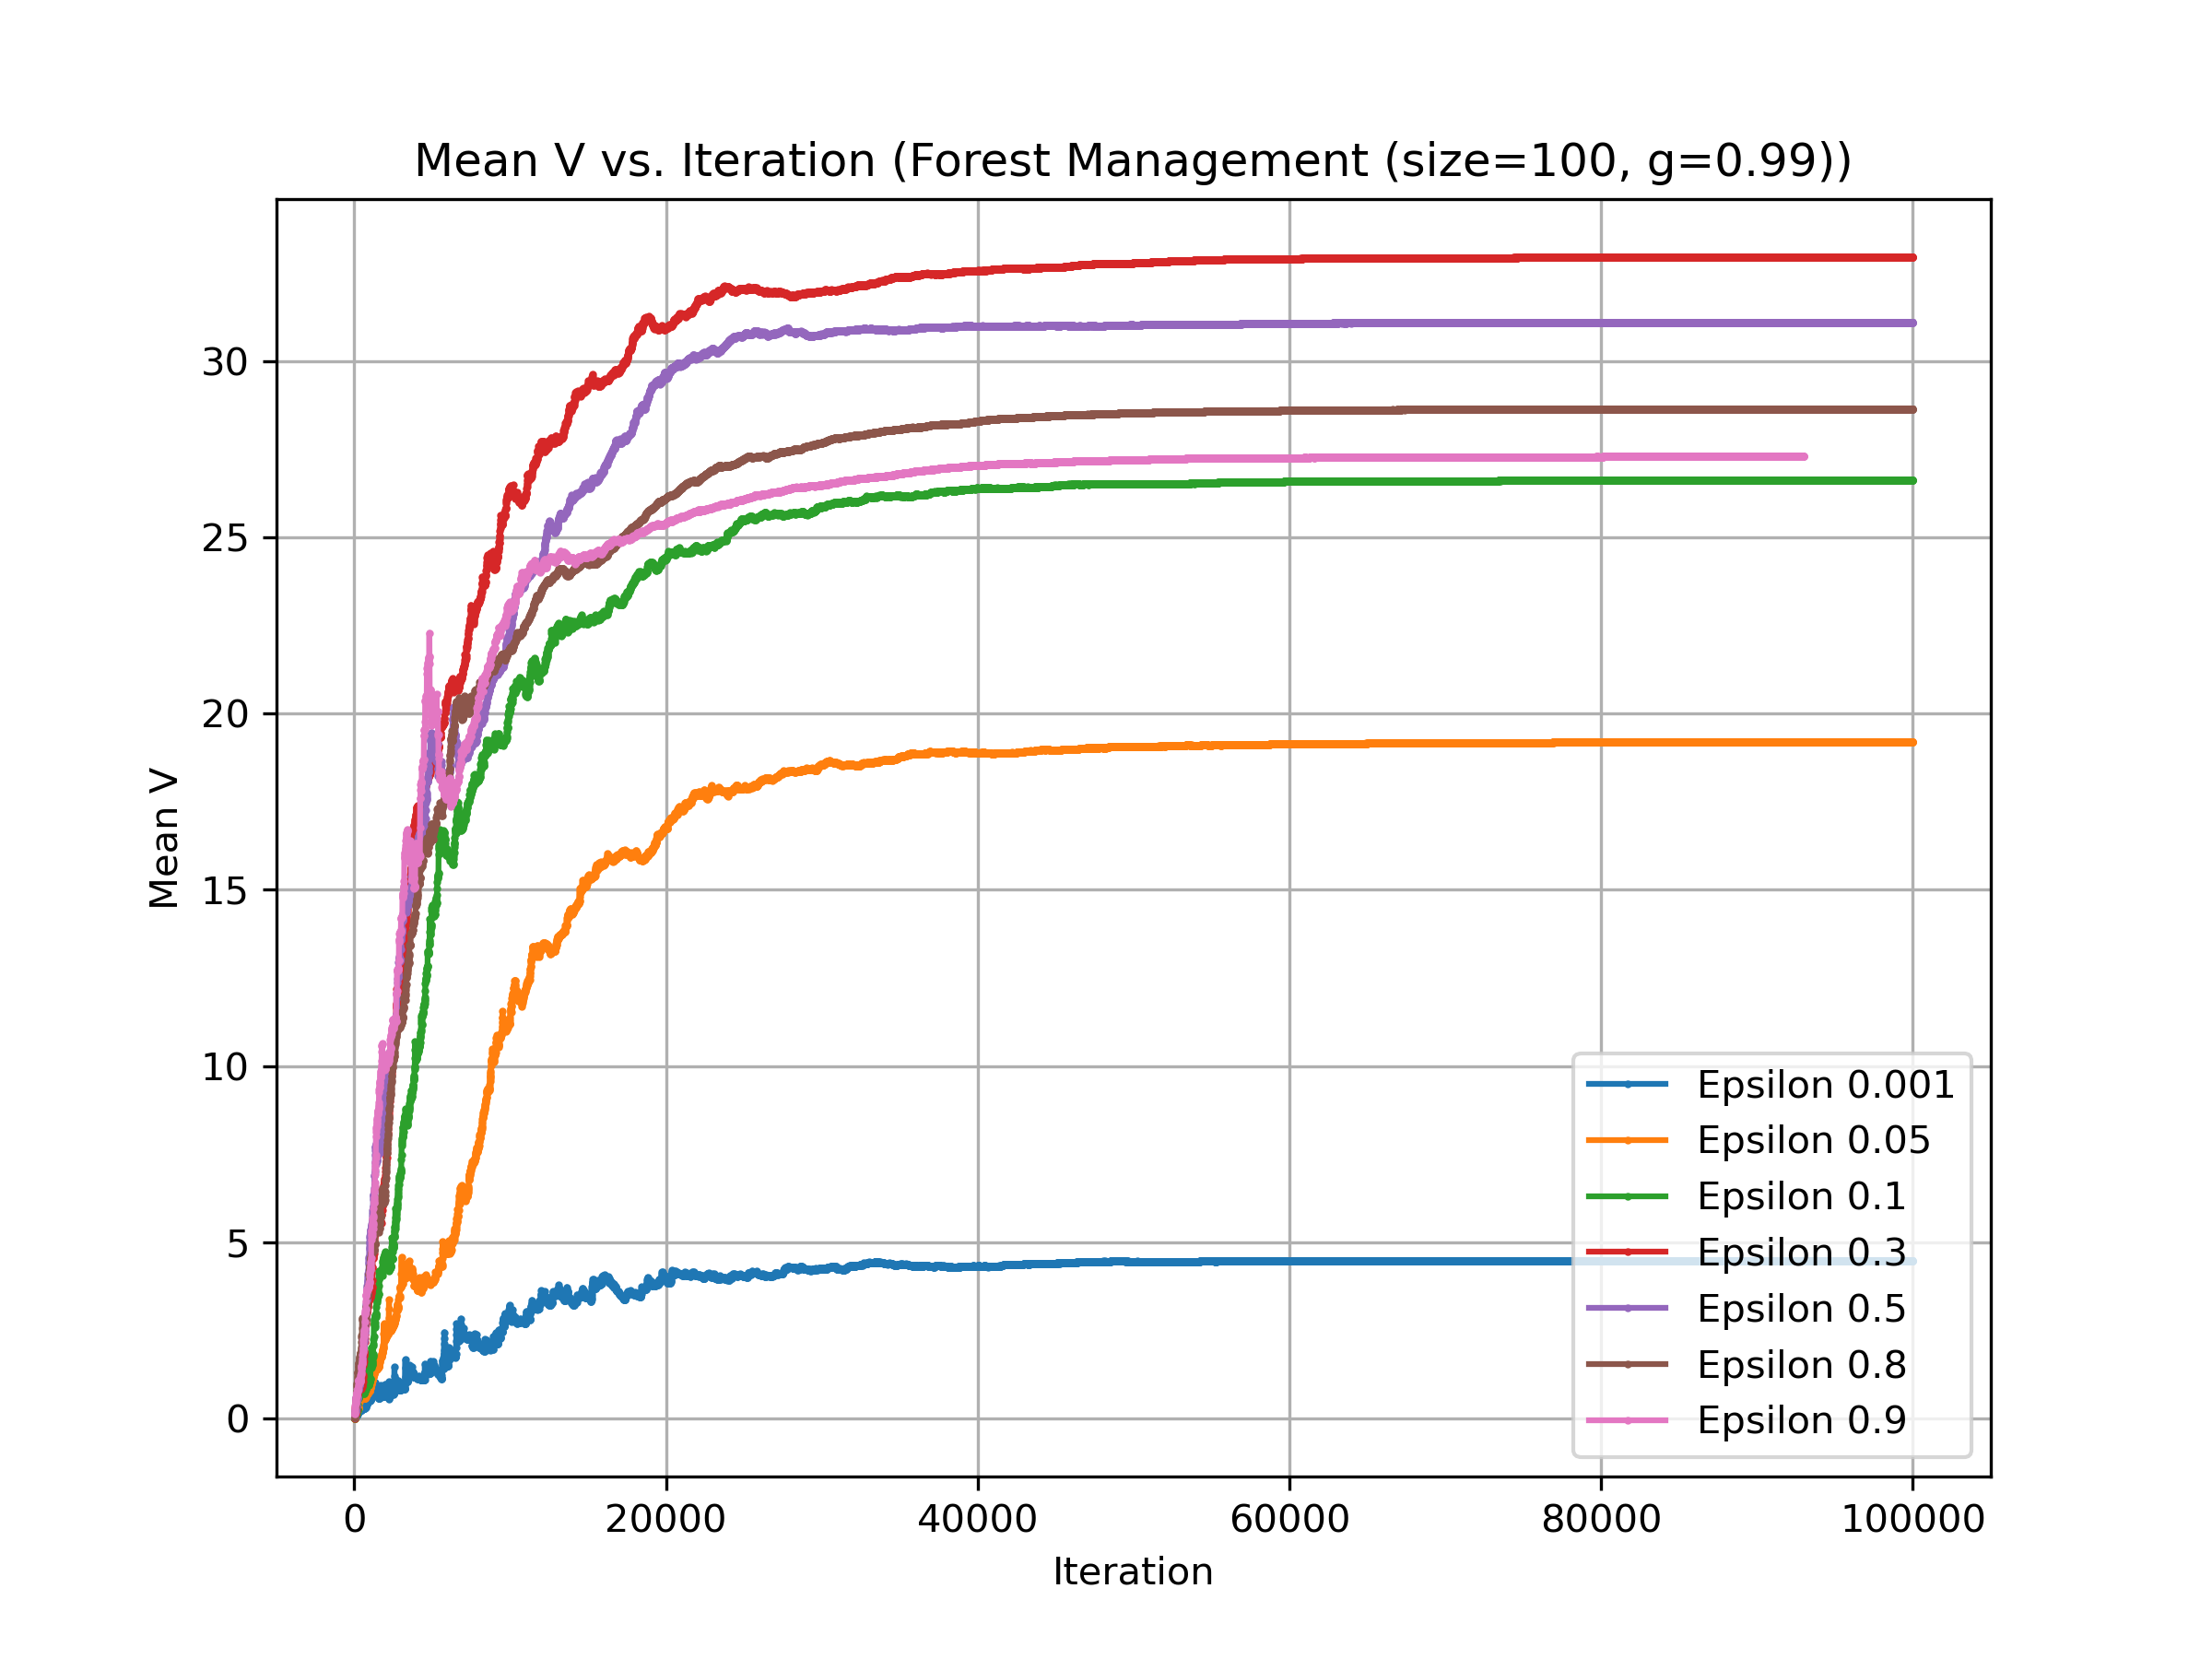 Mean V vs. Iteration (Forest Management (size=100, g=0.99))
Mean V
30
25
20
15
10
5
0
Epsilon 0.001
Epsilon 0.05
Epsilon 0.1
Epsilon 0.3
Epsilon 0.5
Epsilon 0.8
Epsilon 0.9
0 20000 40000 60000 80000 100000
Iteration